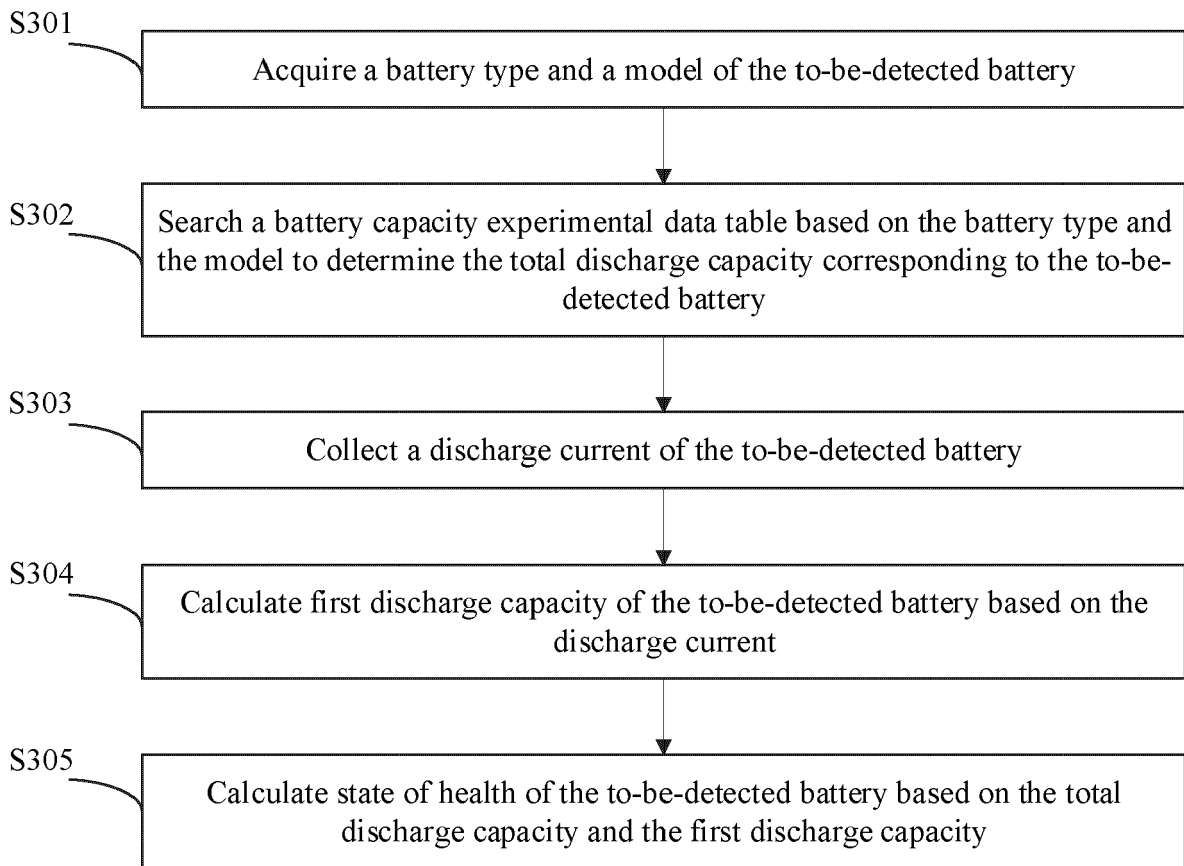 S301
Acquire a battery type and a model of the to-be-detected battery
S302
Search a battery capacity experimental data table based on the battery type and
the model to determine the total discharge capacity corresponding to the to-be-
detected battery
S303
Collect a discharge current of the to-be-detected battery
S304
Calculate first discharge capacity of the to-be-detected battery based on the
discharge current
S305
Calculate state of health of the to-be-detected battery based on the total
discharge capacity and the first discharge capacity